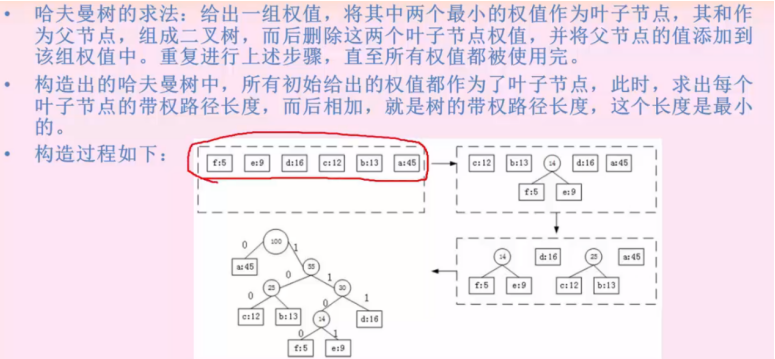 • 哈夫曼树的求法：给出一组权值，将其中两个最小的权值作为叶子节点，其和作
为父节点，组成二叉树，而后删除这两个叶子节点权值，并将父节点的值添加到
该组权值中。重复进行上述步骤，直至所有权值都被使用完。
• 构造出的哈夫曼树中，所有初始给出的权值都作为了叶子节点，此时，求出每个
叶子节点的带权路径长度，而后相加，就是树的带权路径长度，这个长度是最小
的。
• 构造过程如下：
f:5 e:9 d:16 c:12 b:13 a:45
c:12 b:13 14 d:16 a:45
f:5 e:9
14 d:16 25 a:45
f:5 e:9 c:12 b:13
100
0 1
a:45 55
0 1
25 30
0 1
c:12 b:13 14 d:16
0 1
f:5 e:9